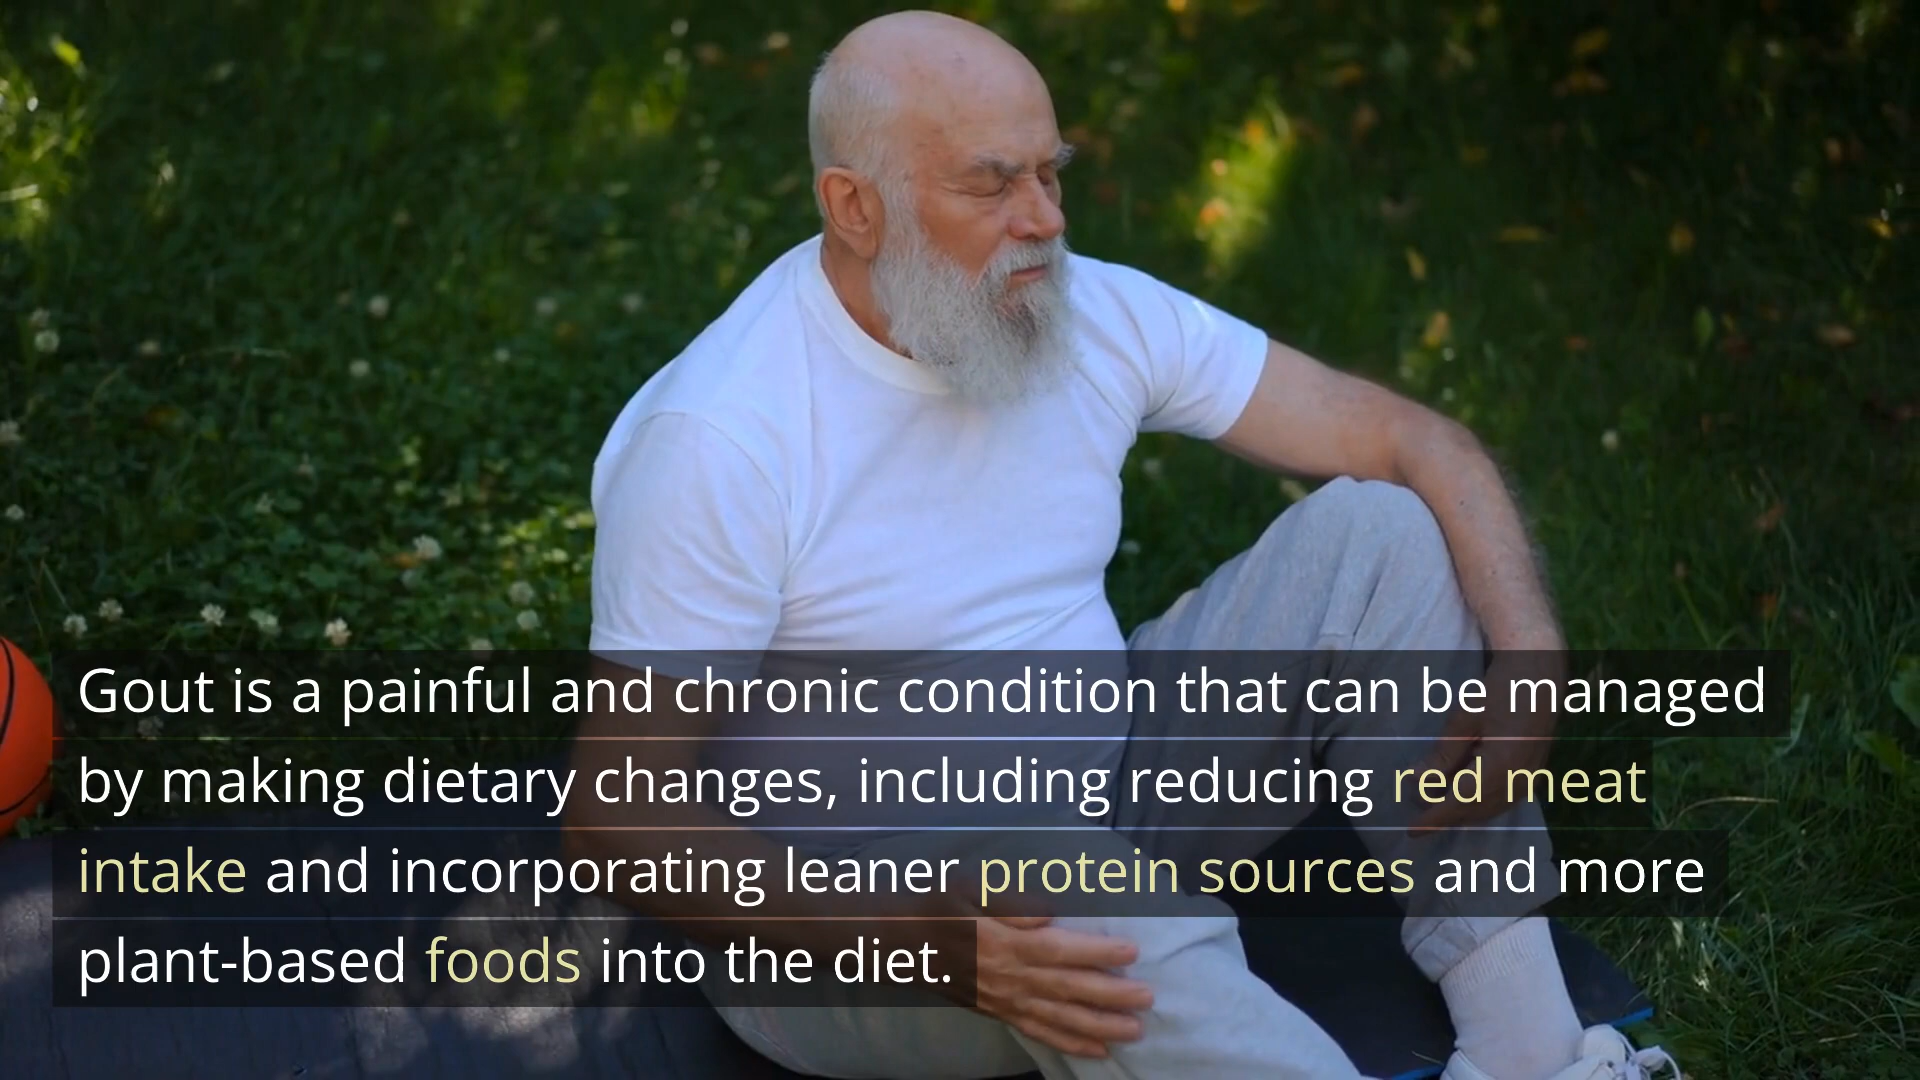 Gout is a painful and chronic condition that can be managed
by making dietary changes, including reducing red meat
intake and incorporating leaner protein sources and more
plant-based foods into the diet.